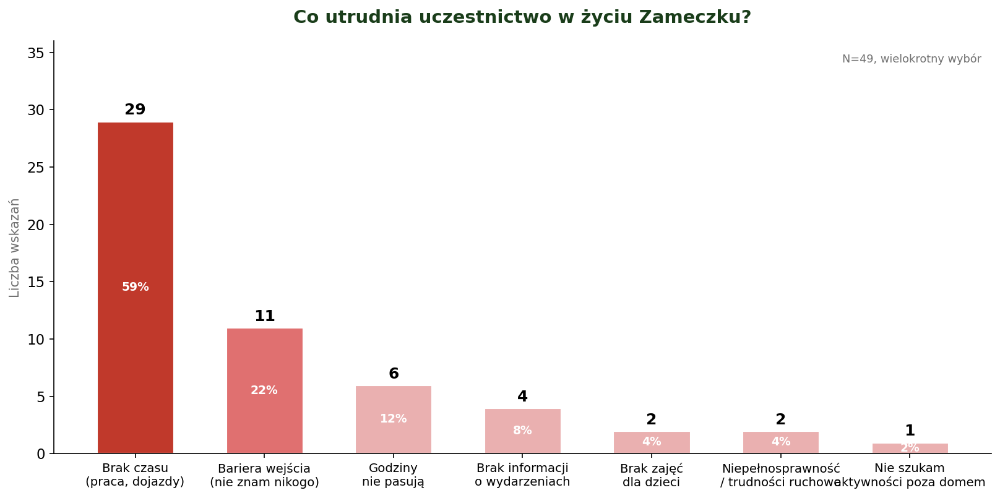 Co utrudnia uczestnictwo w życiu Zameczku?
N=49, wielokrotny wybór
Liczba wskazań
35
30
25
20
15
10
5
0
29
59%
11
22%
6
12%
4
8%
2
4%
2
4%
1
2%
Brak czasu
(praca, dojazdy)
Bariera wejścia
(nie znam nikogo)
Godziny
nie pasują
Brak informacji
o wydarzeniach
Brak zajęć
dla dzieci
Niepełnosprawność
/ trudności ruchowe
Nie szukam
aktywności poza domem